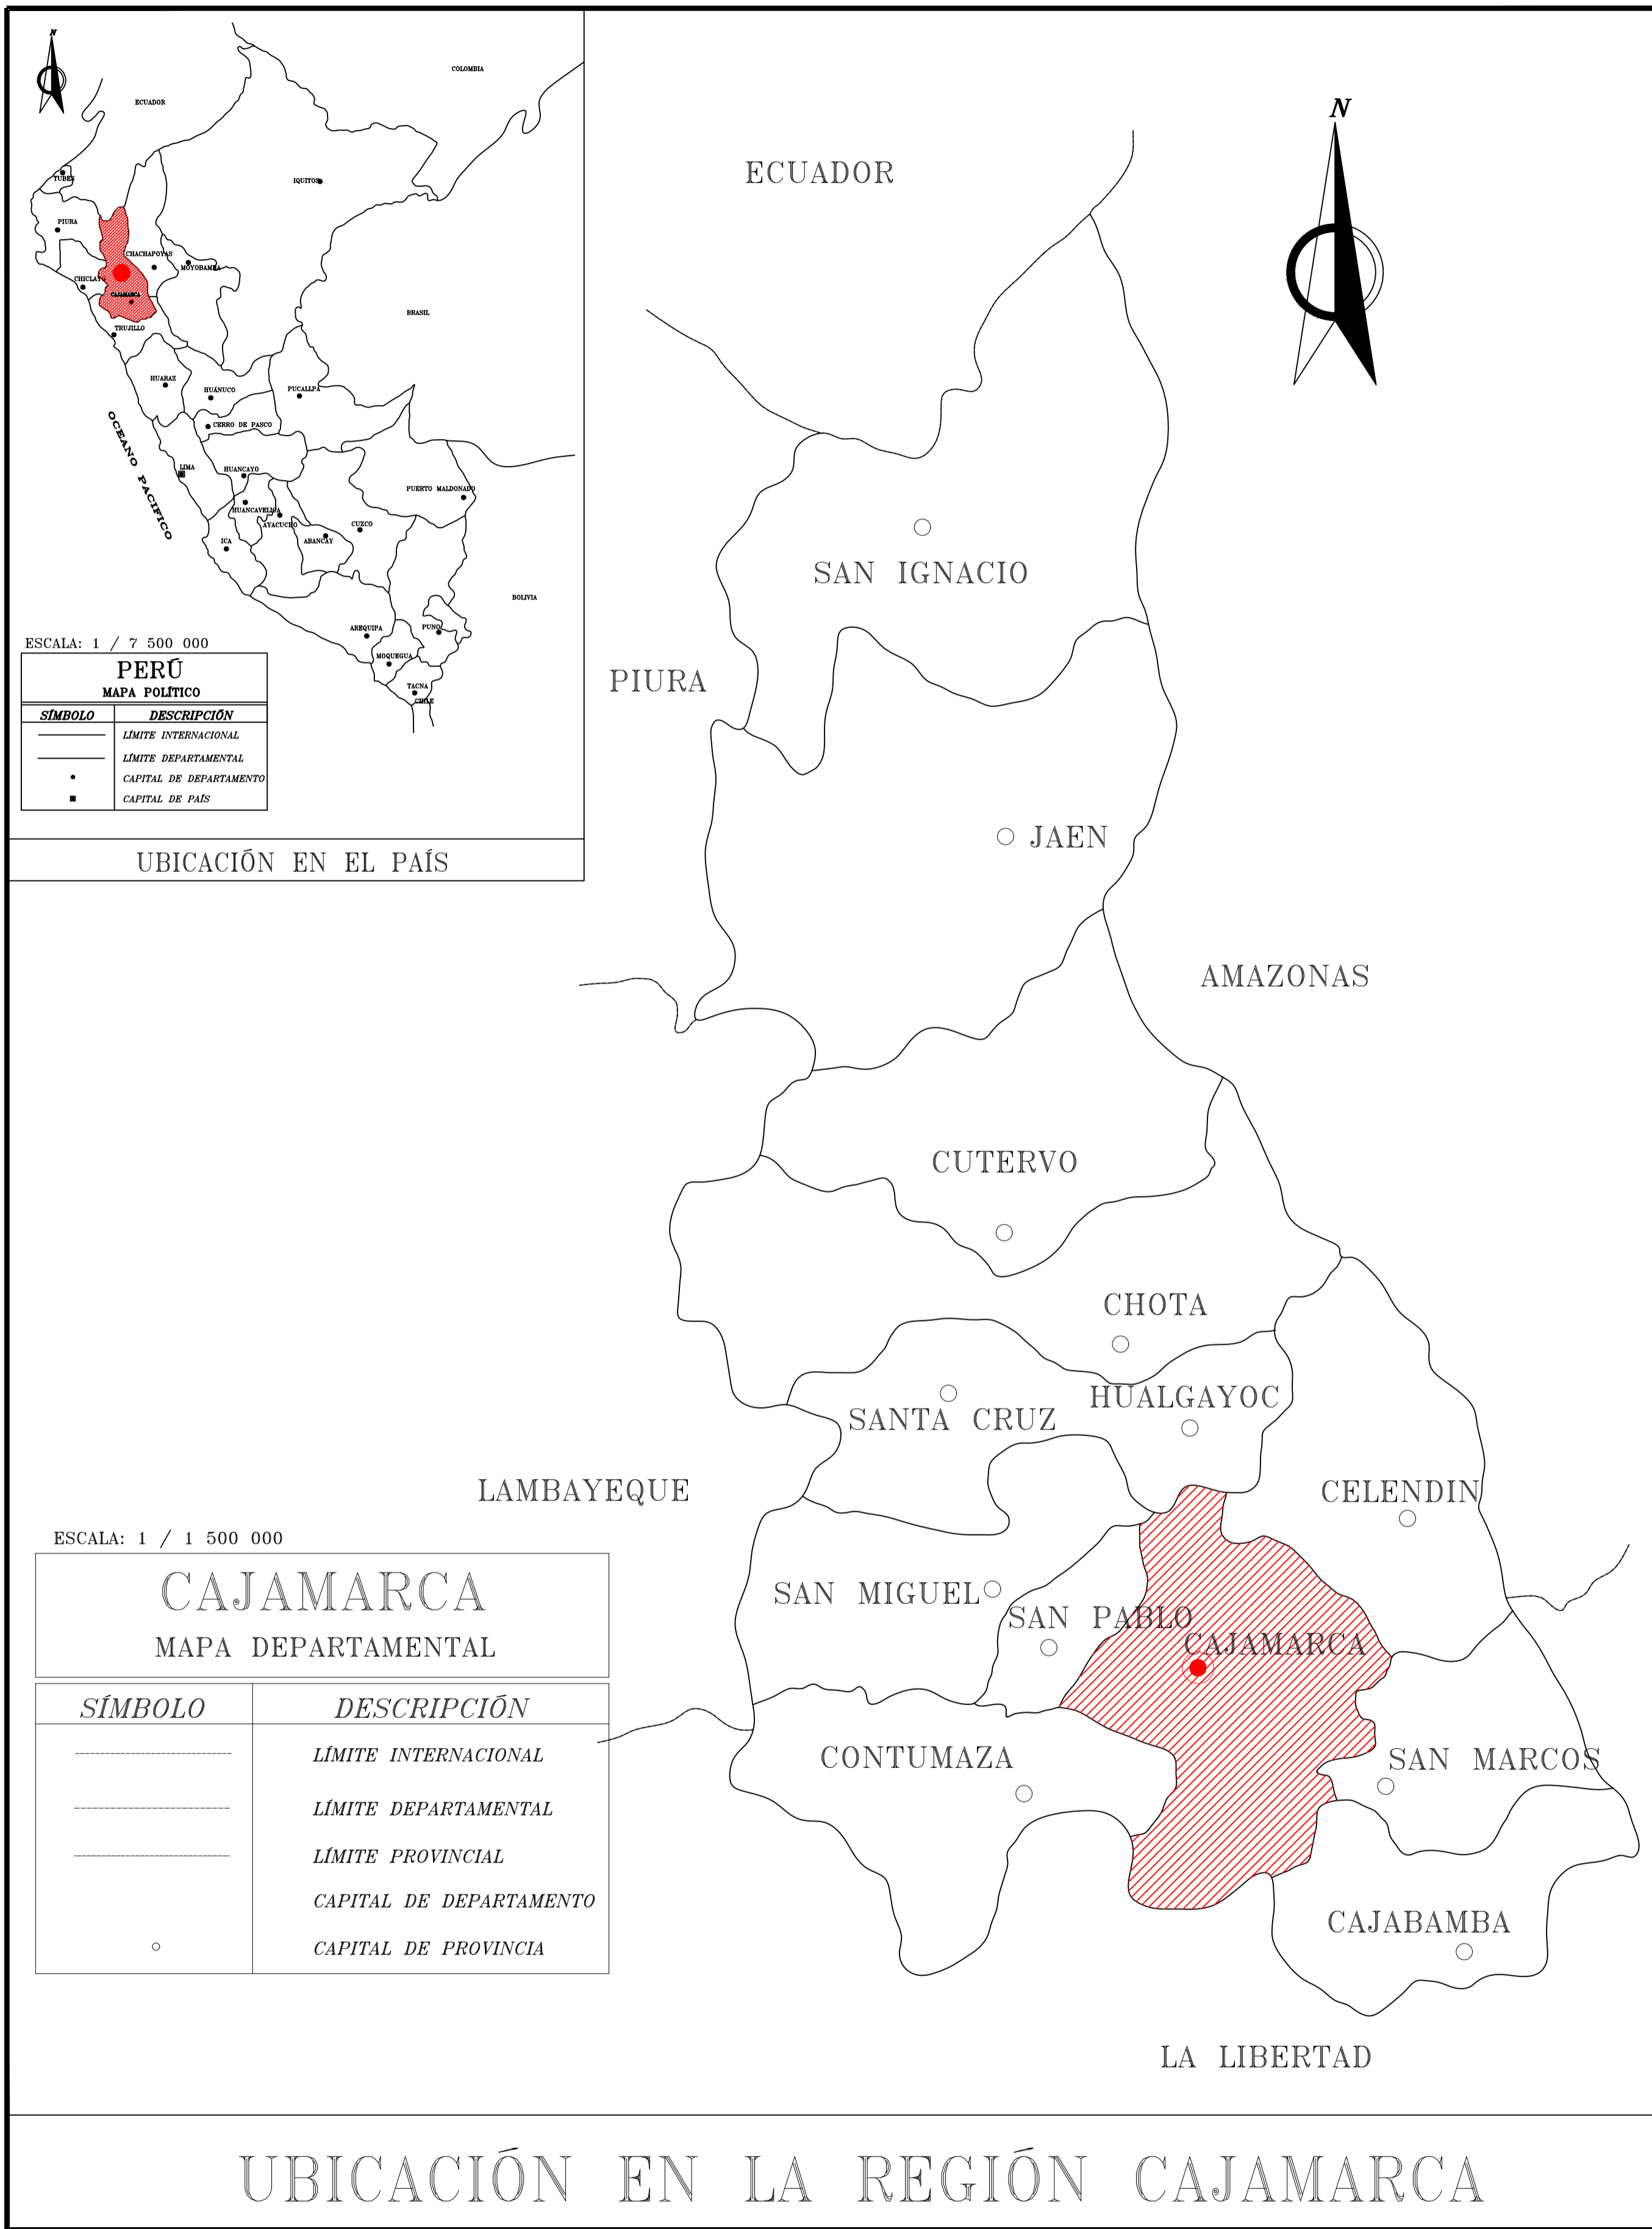 N
COLOMBIA
ECUADOR
TUBES
IQUITOS
PIURA
CHACHAPOYAS
MOYOBAMBA
CHICLAYO
CAJAMARCA
BRASIL
TRUJILLO
HUARAZ
HUÁNUCO
PUCALLPA
CERRO DE PASCO
OCEANO PACIFICO
LIMA
HUANCAYO
PUERTO MALDONADO
HUANCAVELICA
AYACUCHO
CUZCO
ICA
ABANCAY
BOLIVIA
AREQUIPA
PUNO
MOQUEGUA
TACNA
CHILE
ESCALA: 1 / 7 500 000
PERÚ
MAPA POLÍTICO
SÍMBOLO DESCRIPCIÓN
LÍMITE INTERNACIONAL
LÍMITE DEPARTAMENTAL
CAPITAL DE DEPARTAMENTO
CAPITAL DE PAÍS
UBICACIÓN EN EL PAÍS
N
ECUADOR
SAN IGNACIO
PIURA
JAEN
AMAZONAS
CUTERVO
CHOTA
HUALGAYOC
SANTA CRUZ
LAMBAYEQUE
CELENDIN
SAN MIGUEL
SAN PABLO
CAJAMARCA
CONTUMAZA
SAN MARCOS
CAJABAMBA
LA LIBERTAD
ESCALA: 1 / 1 500 000
CAJAMARCA
MAPA DEPARTAMENTAL
SÍMBOLO DESCRIPCIÓN
LÍMITE INTERNACIONAL
LÍMITE DEPARTAMENTAL
LÍMITE PROVINCIAL
CAPITAL DE DEPARTAMENTO
CAPITAL DE PROVINCIA
UBICACIÓN EN LA REGIÓN CAJAMARCA